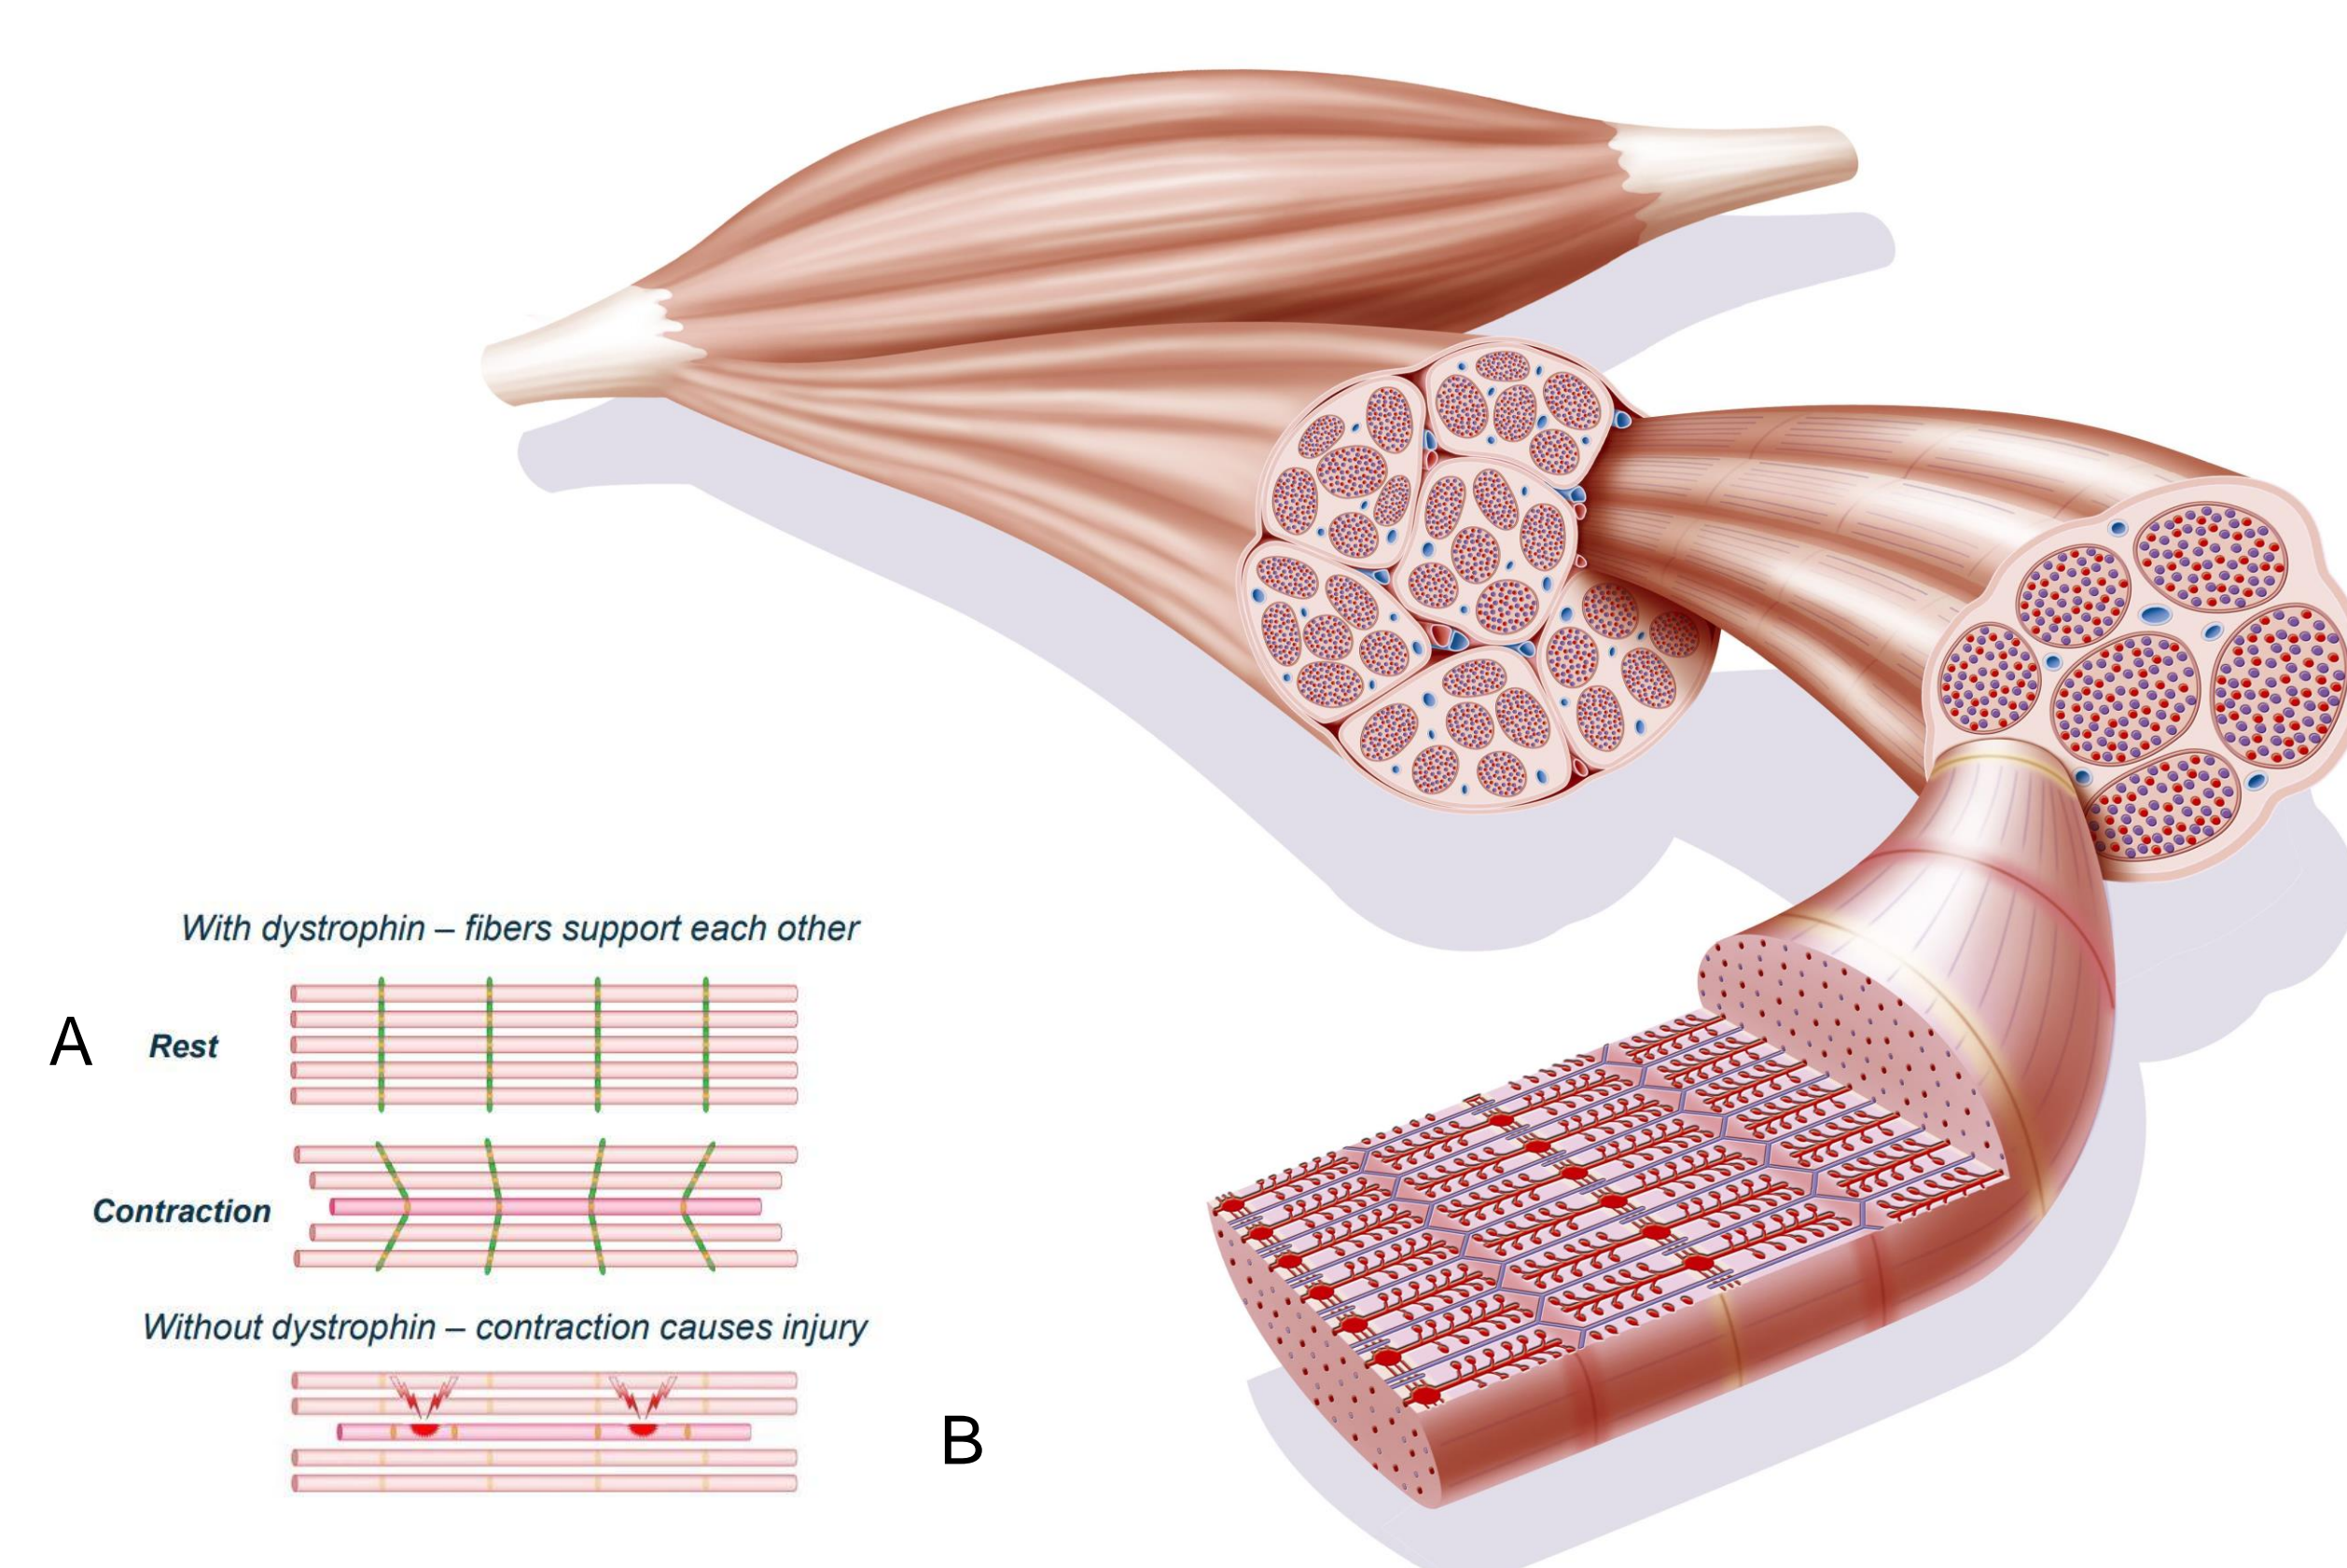 With dystrophin – fibers support each other
A
Rest
Contraction
Without dystrophin – contraction causes injury
B